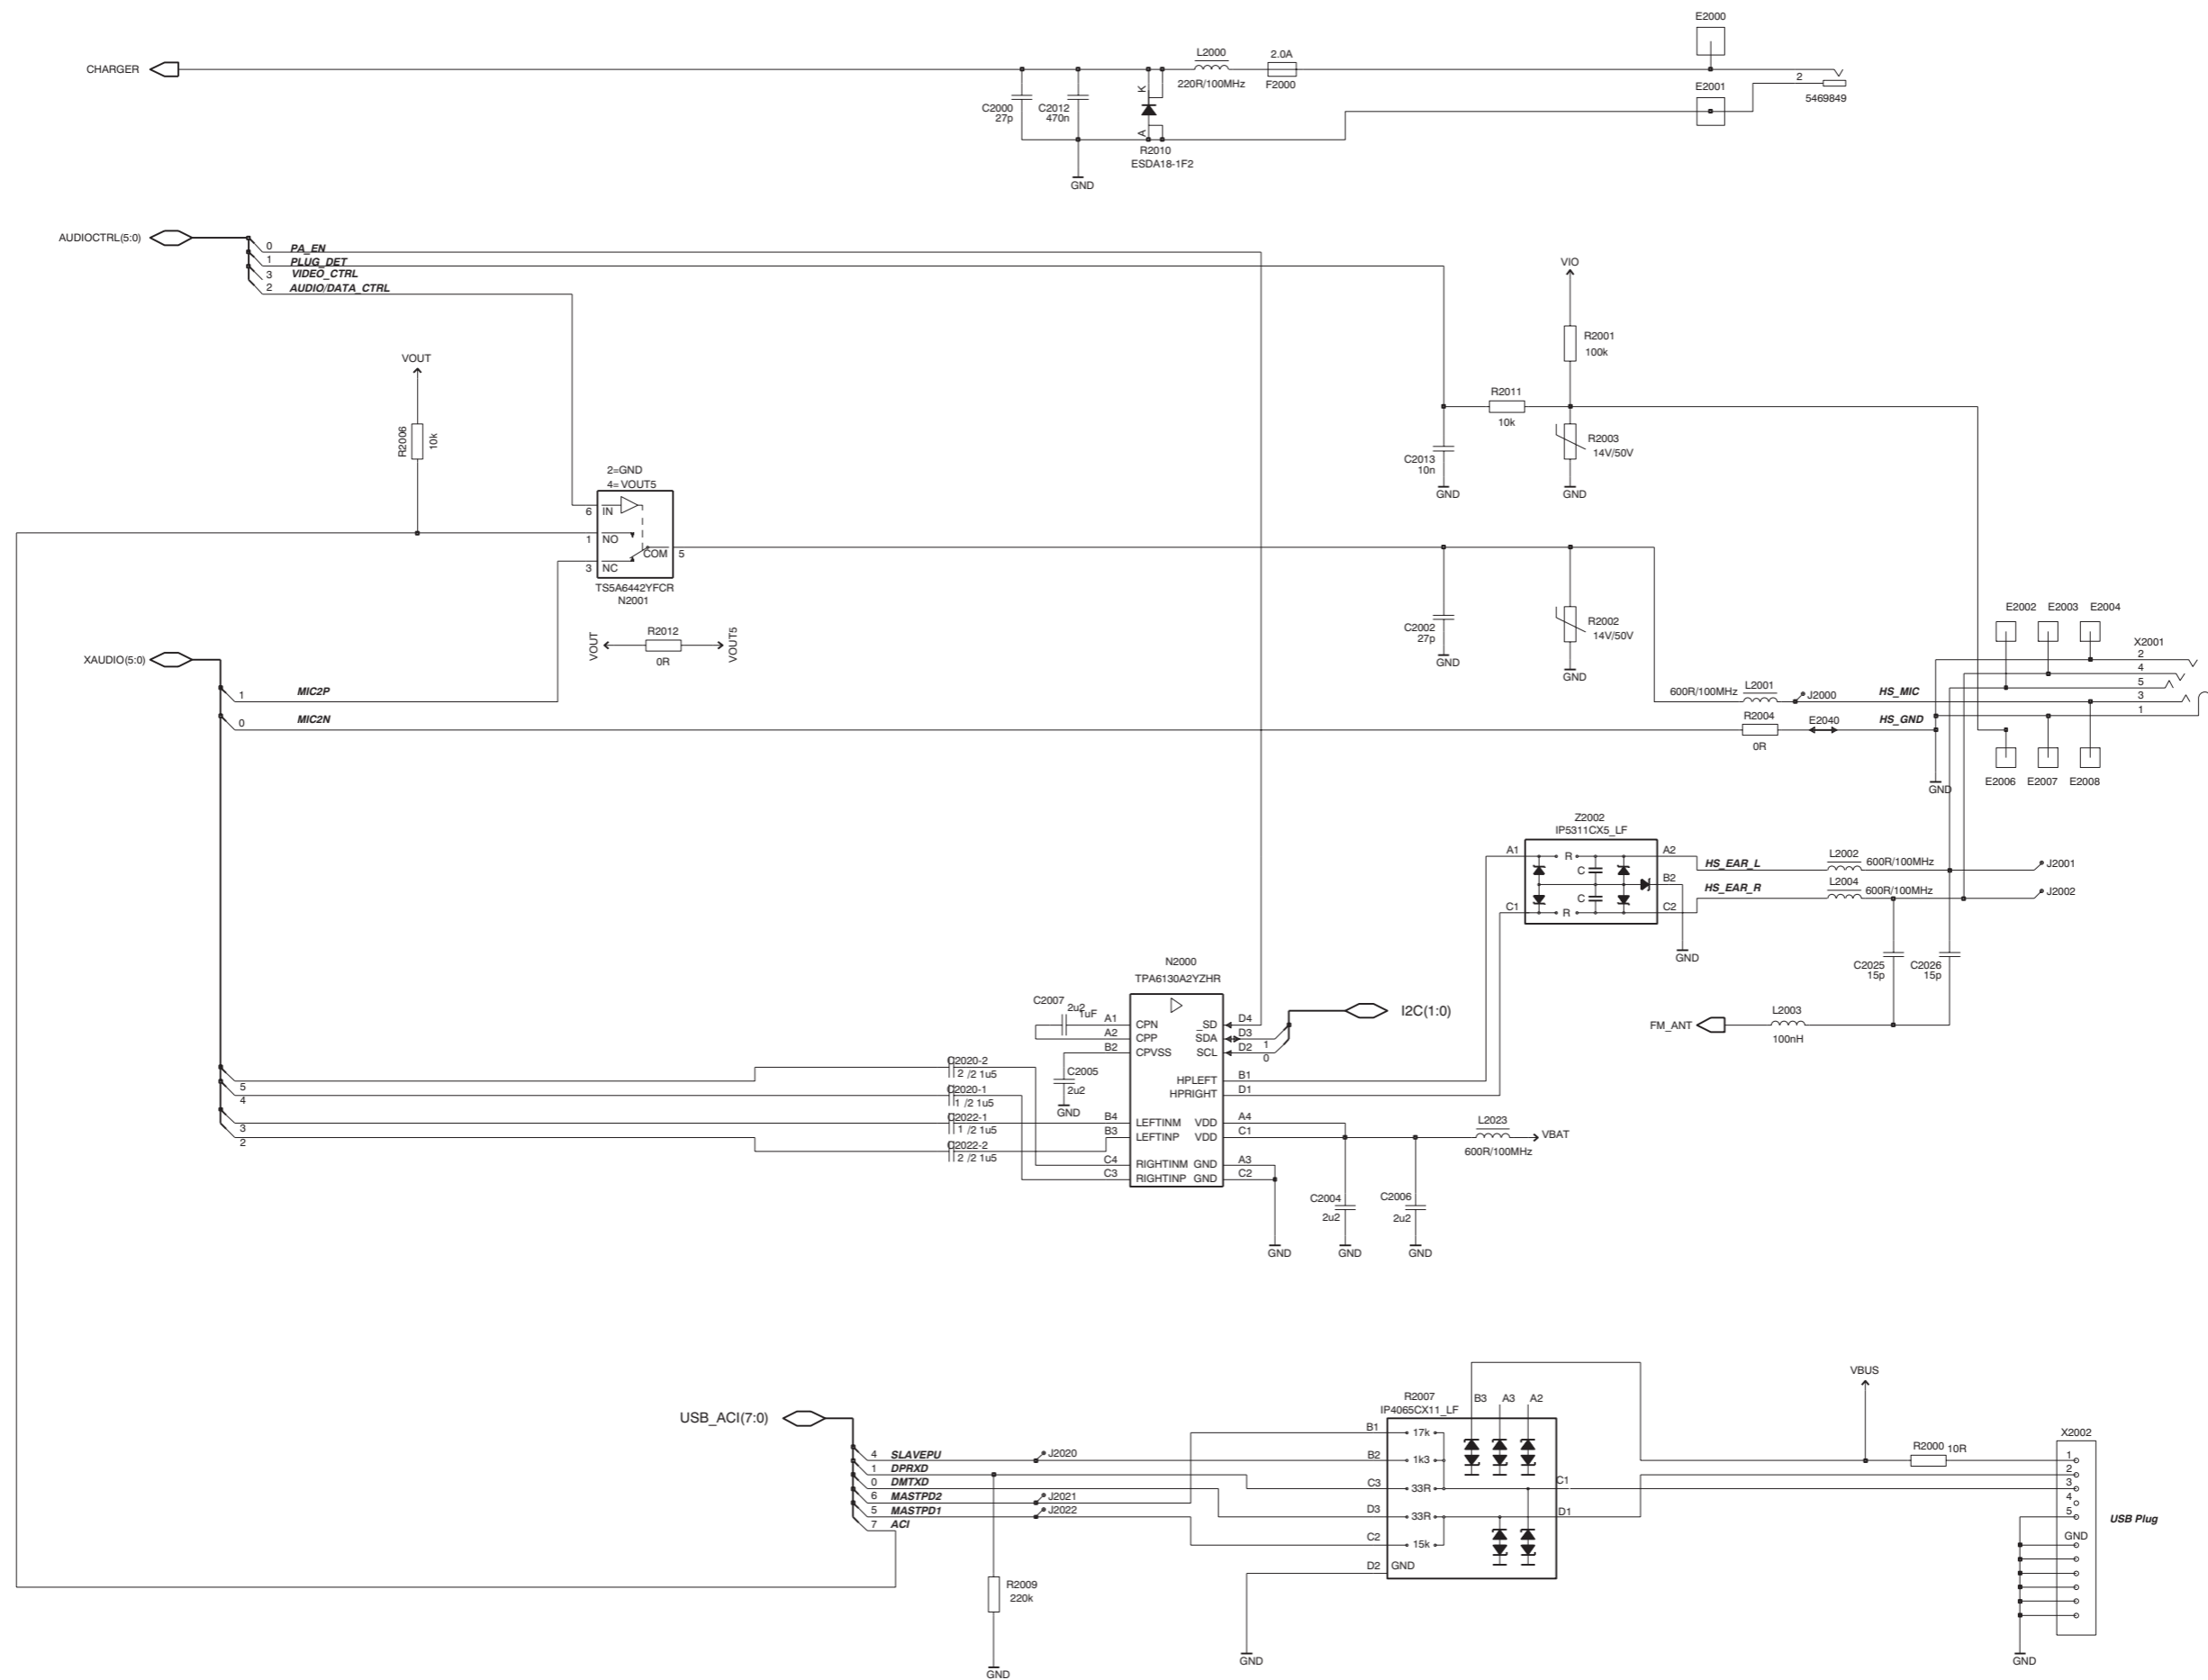 E2000
CHARGER
L2000
220R/100MHz
2.0A
F2000
E2001
2
5469849
C2000
27p
C2012
470n
K
A
R2010
ESDA18-1F2
GND
AUDIOCTRL(5:0)
0 PA_EN
1 PLUG_DET
3 VIDEO_CTRL
2 AUDIO/DATA_CTRL
VIO
R2001
100k
VOUT
R2006
10k
R2011
10k
C2013
10n
GND
R2003
14V/50V
GND
2=GND
4= VOUT5
6 IN
1 NO
3 NC
COM 5
TS5A6442YFCR
N2001
VOUT
R2012
0R
VOUT5
C2002
27p
GND
R2002
14V/50V
GND
XAUDIO(5:0)
1 MIC2P
0 MIC2N
600R/100MHz
L2001
J2000
HS_MIC
R2004
0R
E2040
HS_GND
GND
E2002 E2003 E2004
X2001
2
4
5
3
1
E2006 E2007 E2008
Z2002
IP5311CX5_LF
A1
R
C
C
R
C1
A2
B2
C2
GND
HS_EAR_L
L2002
600R/100MHz
J2001
HS_EAR_R
L2004
600R/100MHz
J2002
C2025
15p
C2026
15p
FM_ANT
L2003
100nH
N2000
TPA6130A2YZHR
C2007
2u2
1uF
A1 CPN
A2 CPP
B2 CPVSS
C2005
2u2
GND
_SD D4
SDA D3
SCL D2
1
0
I2C(1:0)
HPLEFT B1
HPRIGHT D1
B4 LEFTINM VDD A4
B3 LEFTINP VDD C1
C4 RIGHTINM GND A3
C3 RIGHTINP GND C2
5
4
3
2
C2020-2
2 /2 1u5
C2020-1
1 /2 1u5
C2022-1
1 /2 1u5
C2022-2
2 /2 1u5
L2023
600R/100MHz
VBAT
C2004
2u2
C2006
2u2
GND
GND
GND
USB_ACI(7:0)
4 SLAVEPU
1 DPRXD
0 DMTXD
6 MASTPD2
5 MASTPD1
7 ACI
J2020
J2021
J2022
R2009
220k
GND
R2007
IP4065CX11_LF
B3 A3 A2
B1 17k
B2 1k3
C3 33R
D3 33R
C2 15k
D2 GND
C1
D1
GND
VBUS
R2000 10R
X2002
1
2
3
4
5
GND
USB Plug
GND